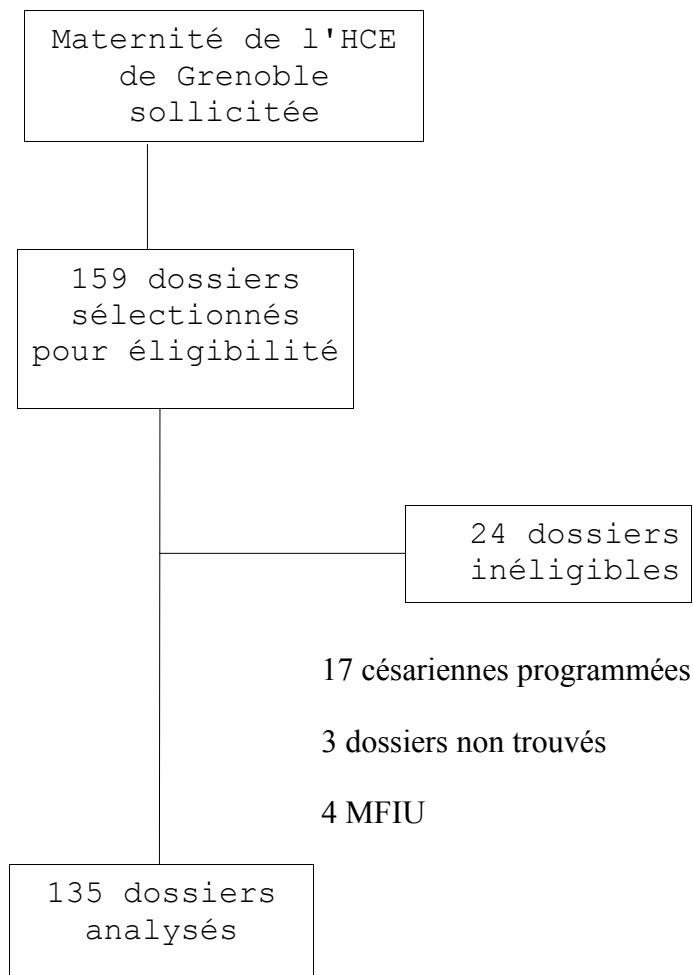 Maternité de l'HCE
de Grenoble
sollicitée
159 dossiers
sélectionnés
pour éligibilité
24 dossiers
inéligibles
17 césariennes programmées
3 dossiers non trouvés
4 MFIU
135 dossiers
analysés